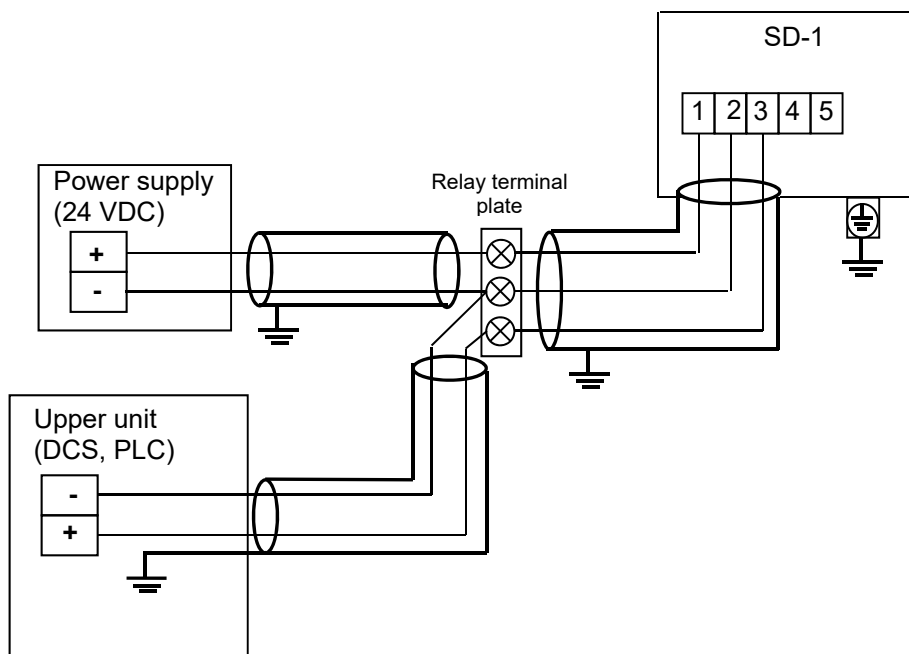 SD-1
1 2 3 4 5
Power supply
(24 VDC)
+
-
Relay terminal
plate
Upper unit
(DCS, PLC)
-
+